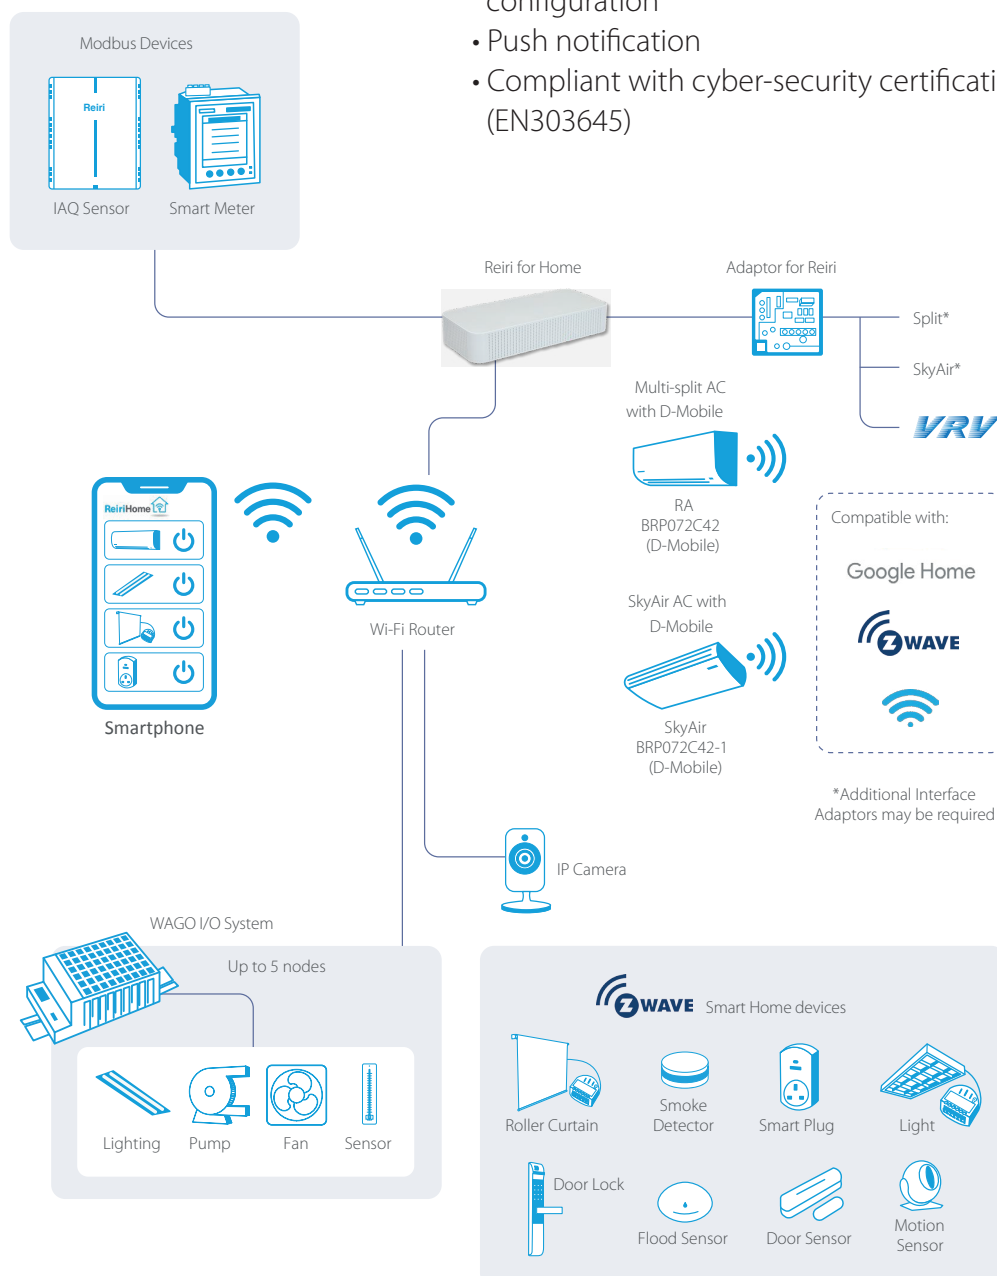 configuration
• Push notification
• Compliant with cyber-security
(EN303645)
Modbus Devices
Reiri
IAQ Sensor
Smart Meter
Reiri for Home
Adaptor for Reiri
Split*
SkyAir*
VRV
Multi-split AC
with D-Mobile
RA
BRP072C42
(D-Mobile)
SkyAir AC with
D-Mobile
SkyAir
BRP072C42-1
(D-Mobile)
Compatible with:
Google Home
Z WAVE
*Additional Interface
Adaptors may be required
ReiriHome
Smartphone
Wi-Fi Router
IP Camera
WAGO I/O System
Up to 5 nodes
Lighting
Pump
Fan
Sensor
Z WAVE Smart Home devices
Roller Curtain
Smoke
Detector
Smart Plug
Light
Door Lock
Flood Sensor
Door Sensor
Motion
Sensor